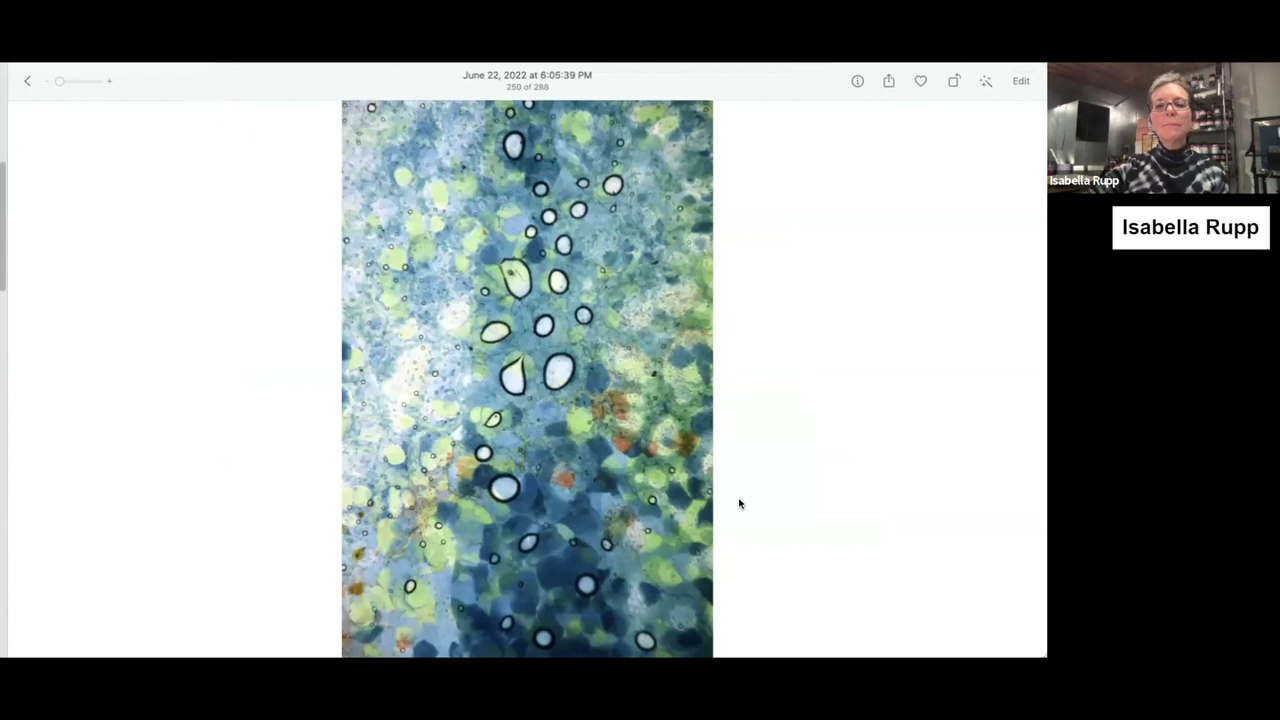 June 22, 2022 at 6:05:39 PM
250 of 288
Edit
Isabella Rupp
Isabella Rupp